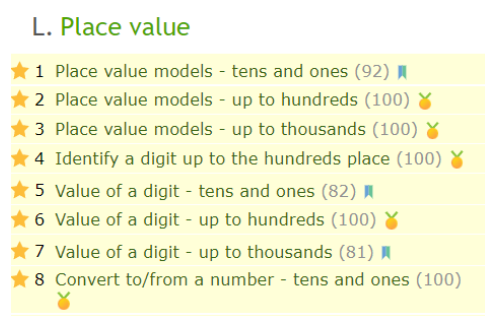 L. Place value
1 Place value models - tens and ones (92)
2 Place value models - up to hundreds (100)
3 Place value models - up to thousands (100)
4 Identify a digit up to the hundreds place (100)
5 Value of a digit - tens and ones (82)
6 Value of a digit - up to hundreds (100)
7 Value of a digit - up to thousands (81)
8 Convert to/from a number - tens and ones (100)